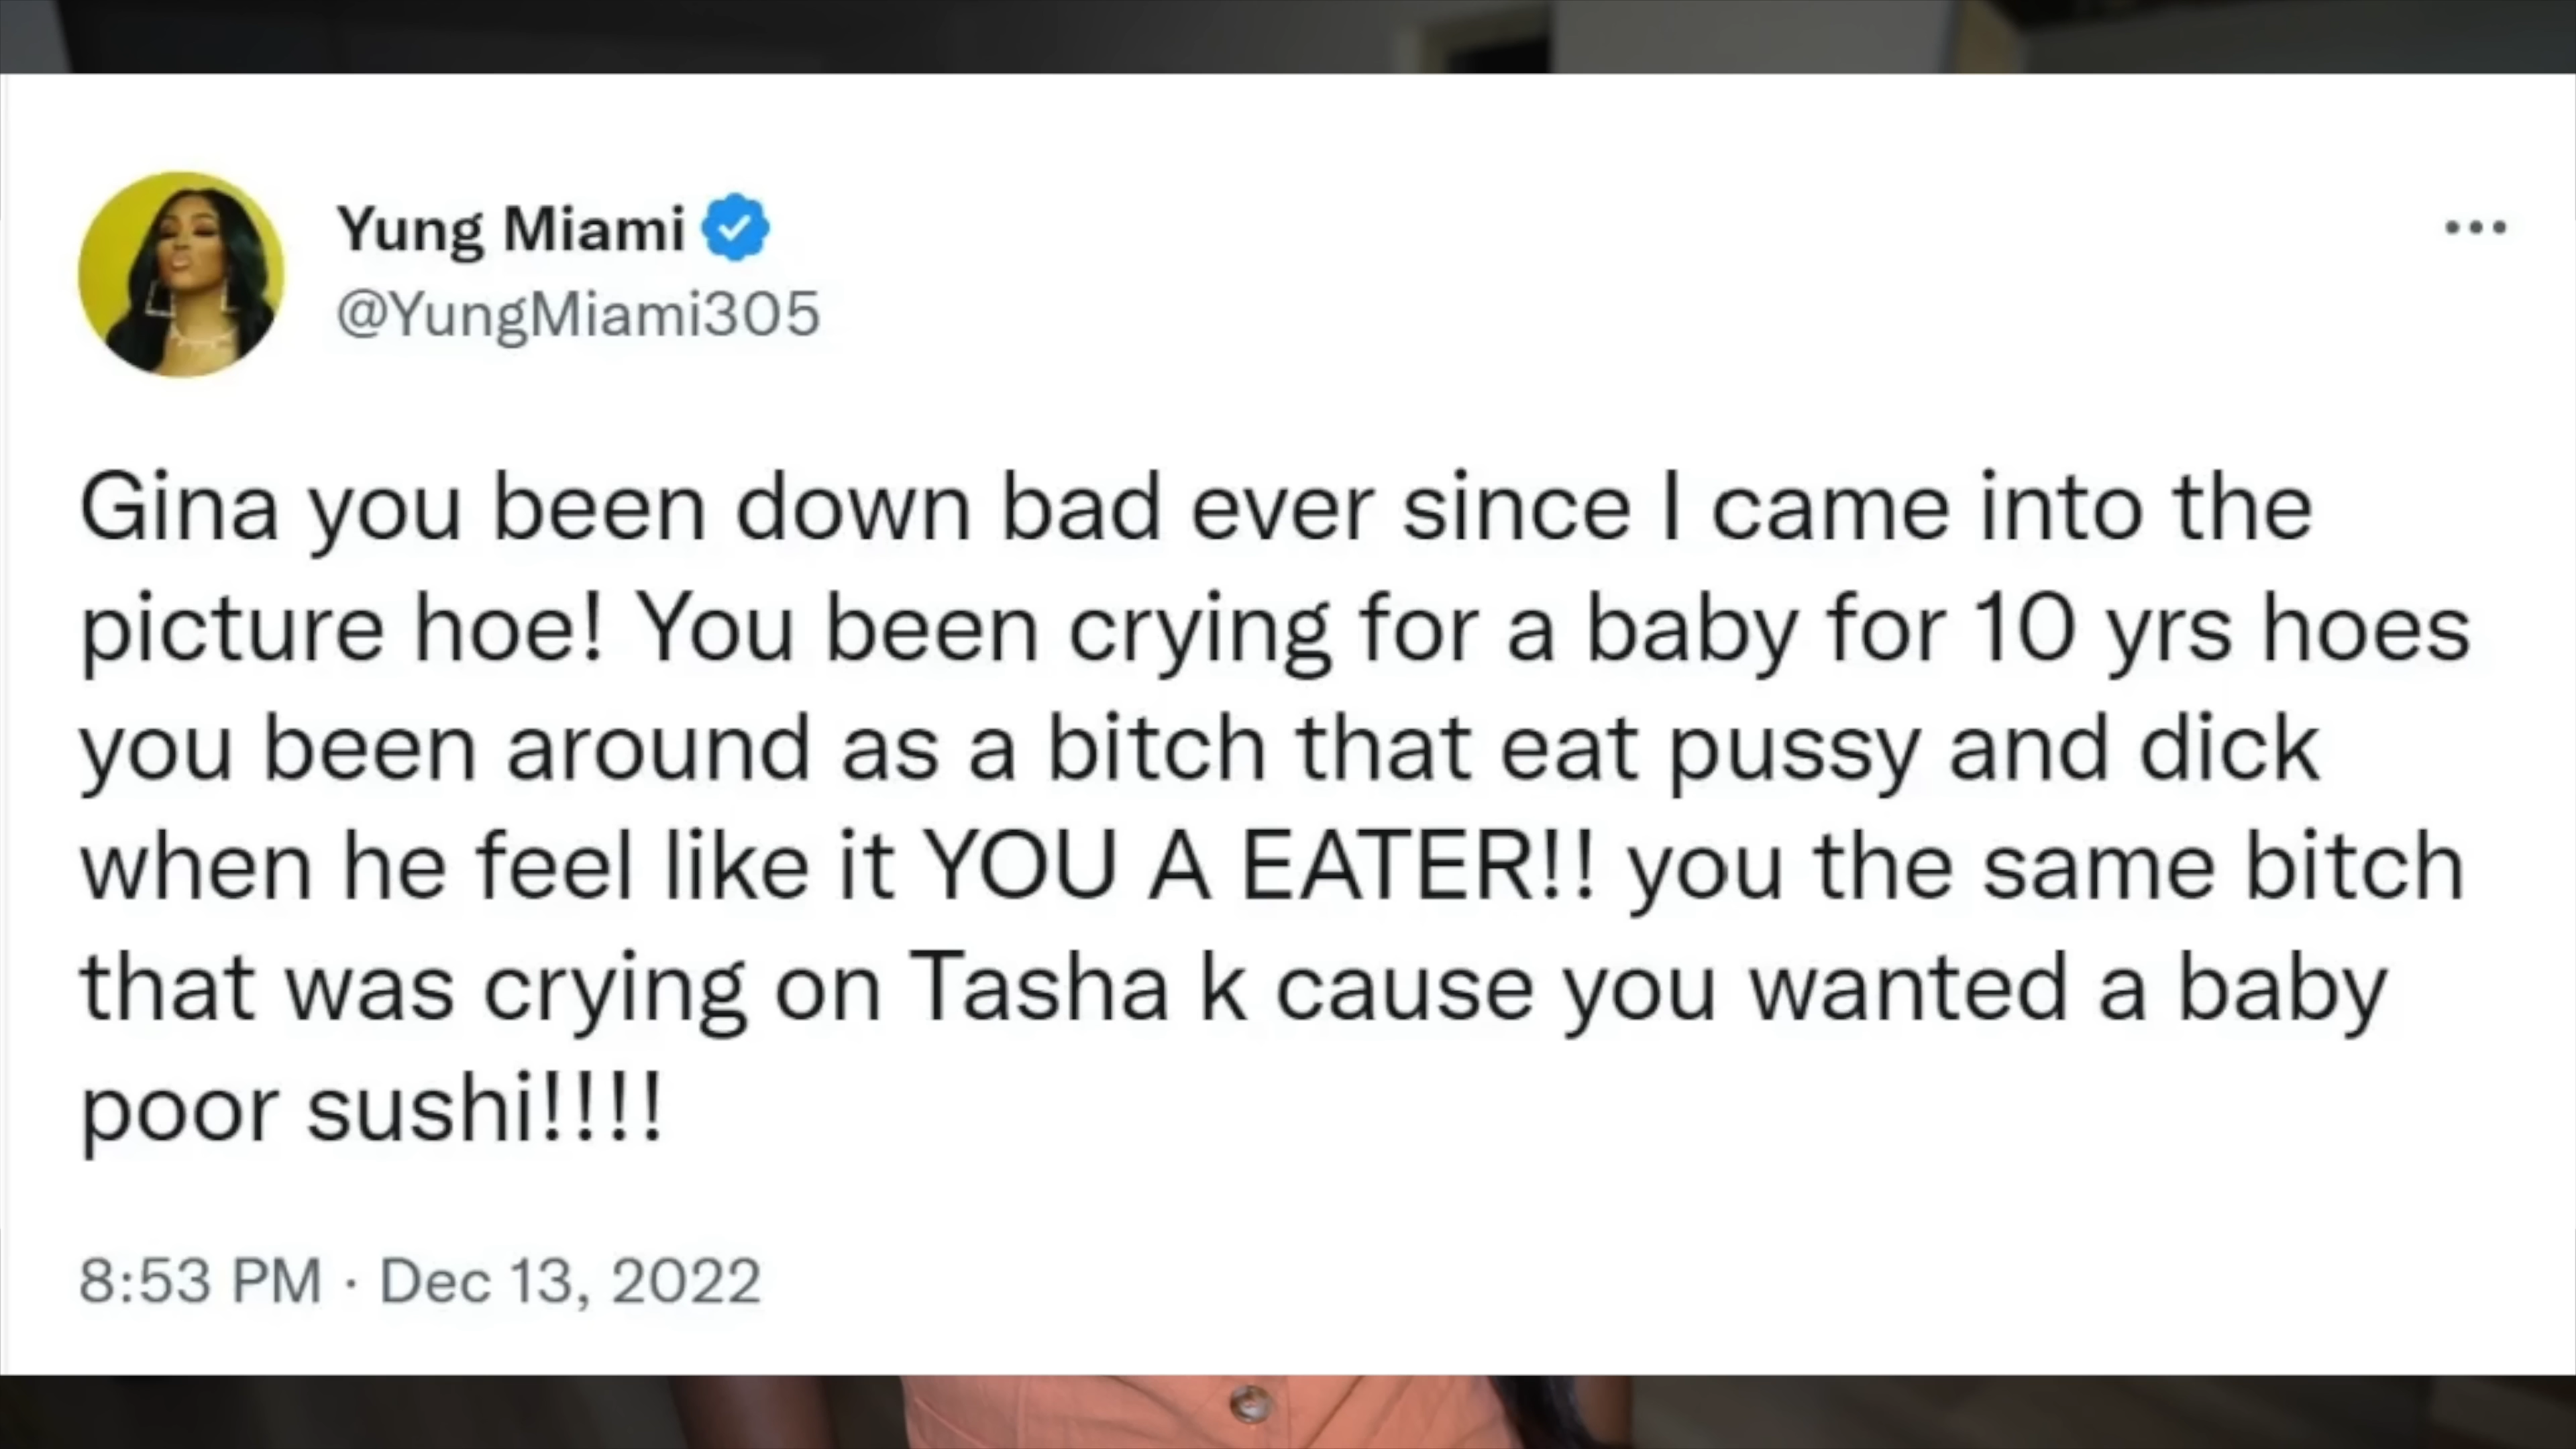 Yung Miami
@YungMiami305
Gina you been down bad ever since I came into the
picture hoe! You been crying for a baby for 10 yrs hoes
you been around as a bitch that eat pussy and dick
when he feel like it YOU A EATER!! you the same bitch
that was crying on Tasha k cause you wanted a baby
poor sushi!!!!
8:53 PM · Dec 13, 2022